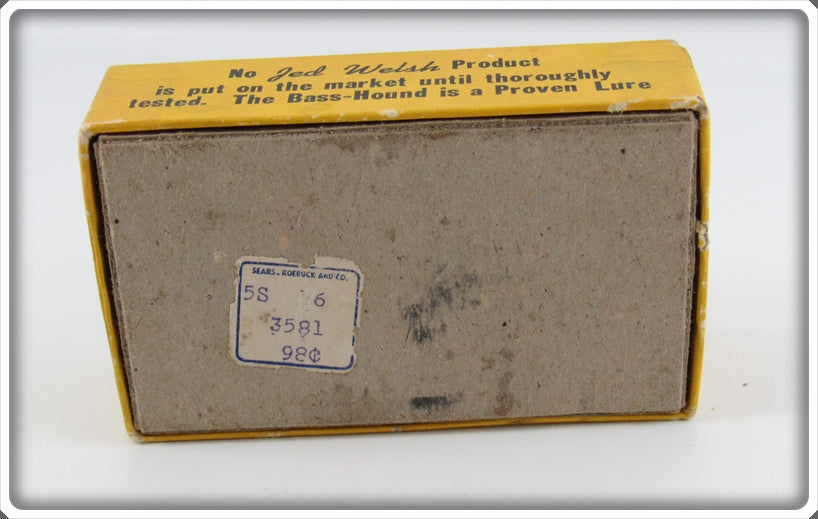 No Jed Welsh Product
is put on the market until thoroughly
tested. The Bass-Hound is a Proven Lure
SEARS, ROEBUCK AND CO.
5S 6
3581
98¢